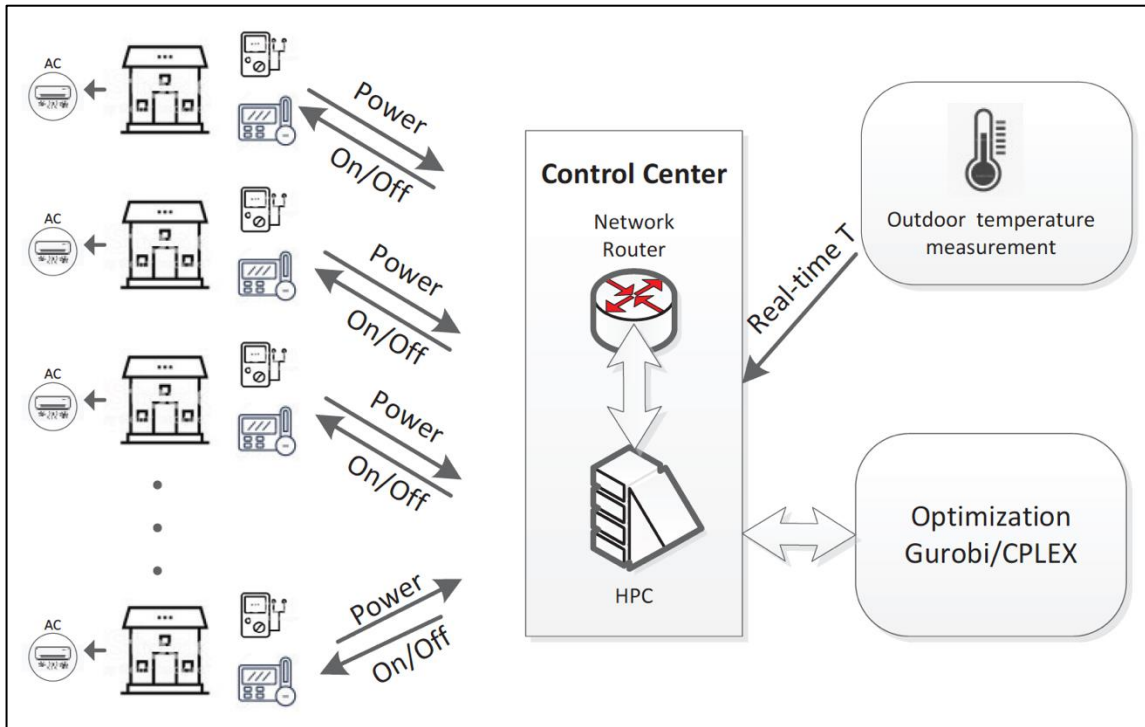 AC
Power
On/Off
AC
Power
On/Off
AC
Power
On/Off
AC
Power
On/Off
Control Center
Network
Router
HPC
Real-time T
Outdoor temperature
measurement
Optimization
Gurobi/CPLEX